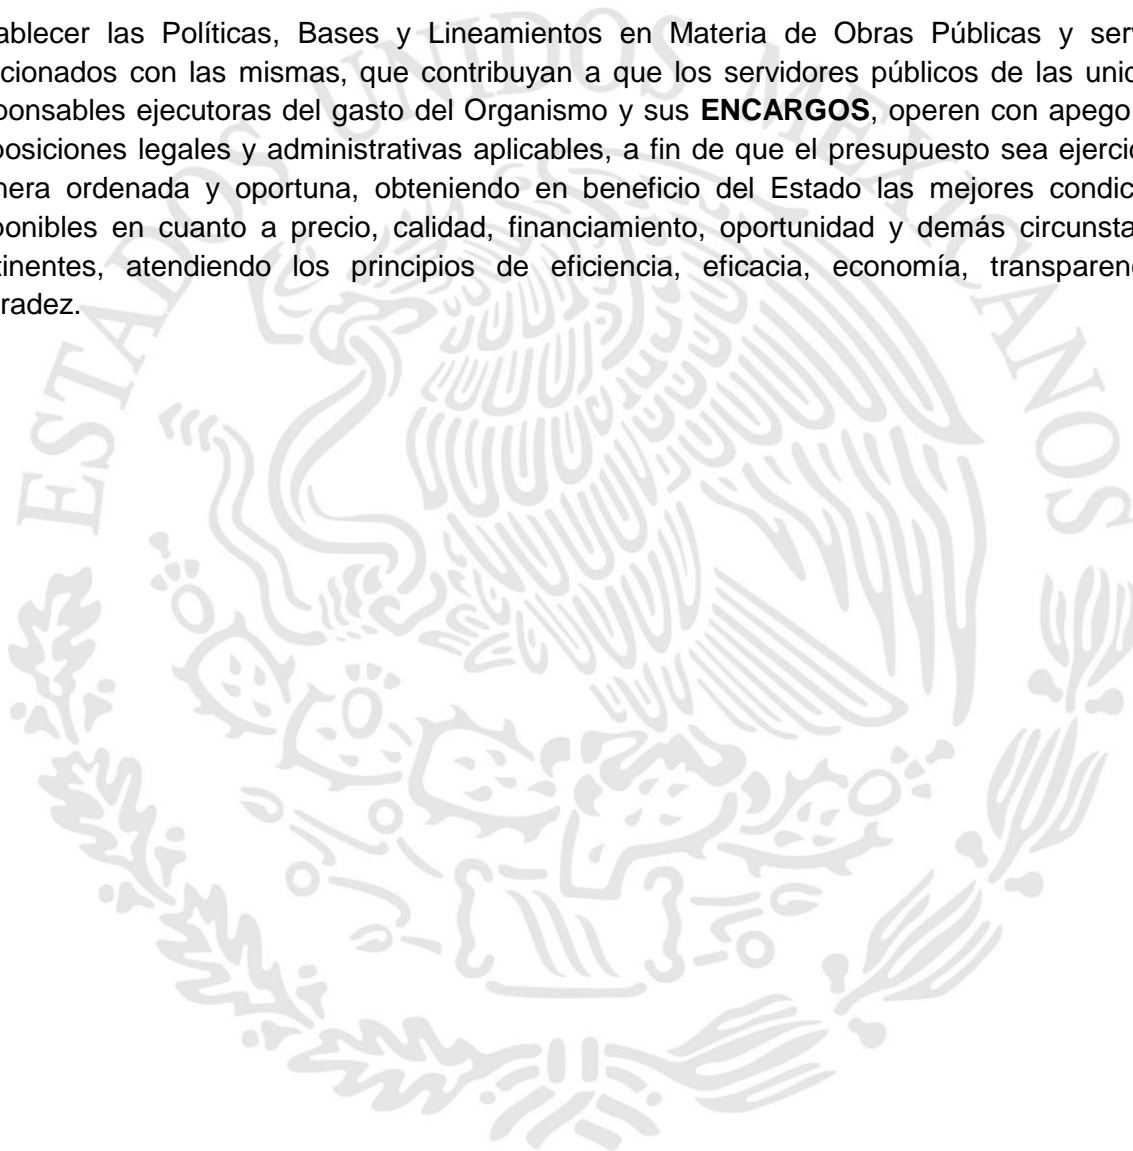 ablecer las Políticas, Bases y Lineamientos en Materia de Obras Públicas y serv
cionados con las mismas, que contribuyan a que los servidores públicos de las unid
ponsables ejecutoras del gasto del Organismo y sus ENCARGOS, operen con apego
posiciones legales y administrativas aplicables, a fin de que el presupuesto sea ejercid
nera ordenada y oportuna, obteniendo en beneficio del Estado las mejores condic
ponibles en cuanto a precio, calidad, financiamiento, oportunidad y demás circunsta
tinentes, atendiendo los principios de eficiencia, eficacia, economía, transparenc
radez.
ESTADOS UNIDOS MEXICANOS